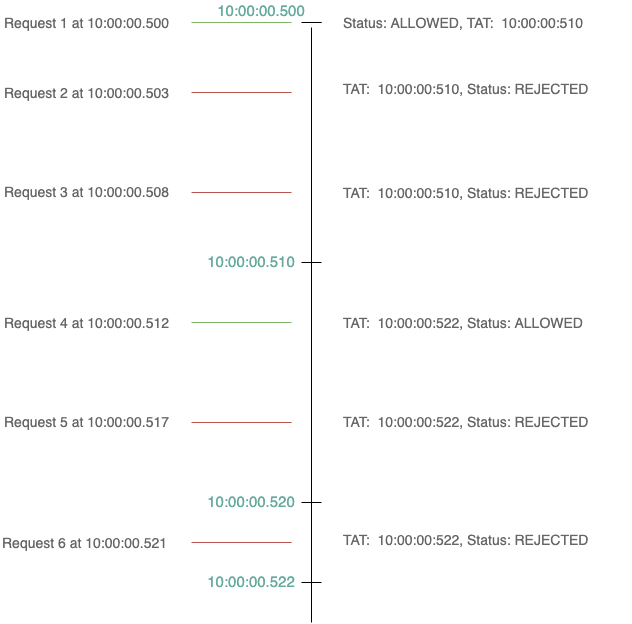 10:00:00.500
Request 1 at 10:00:00.500 Status: ALLOWED, TAT: 10:00:00:510
Request 2 at 10:00:00.503 TAT: 10:00:00:510, Status: REJECTED
Request 3 at 10:00:00.508 TAT: 10:00:00:510, Status: REJECTED
10:00:00.510
Request 4 at 10:00:00.512 TAT: 10:00:00:522, Status: ALLOWED
Request 5 at 10:00:00.517 TAT: 10:00:00:522, Status: REJECTED
10:00:00.520
Request 6 at 10:00:00.521 TAT: 10:00:00:522, Status: REJECTED
10:00:00.522